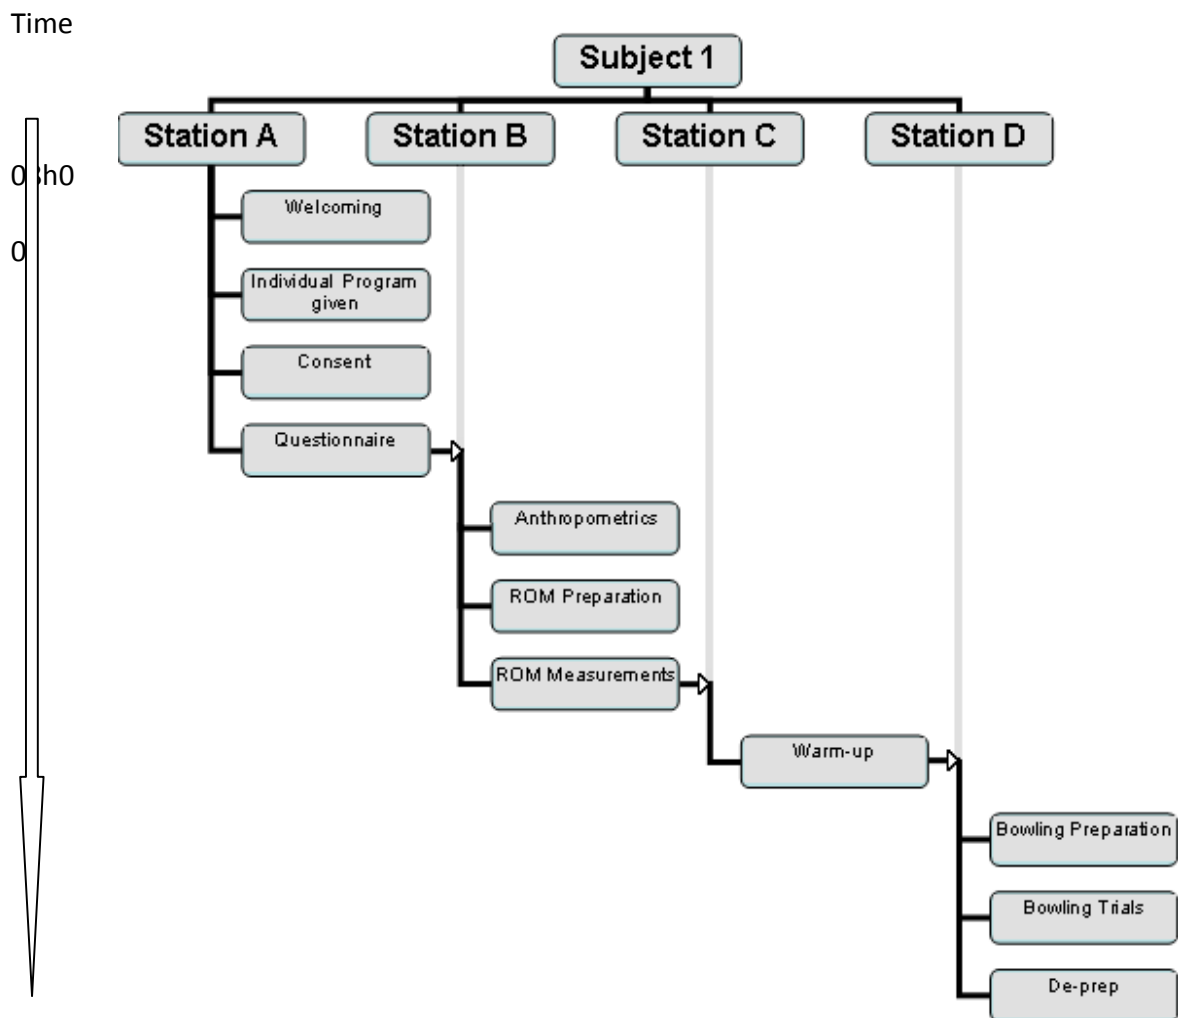 Time
Subject 1
Station A
Station B
Station C
Station D
Welcoming
Individual Program
given
Consent
Questionnaire
Anthropometrics
ROM Preparation
ROM Measurements
Warm-up
Bowling Preparation
Bowling Trials
De-prep